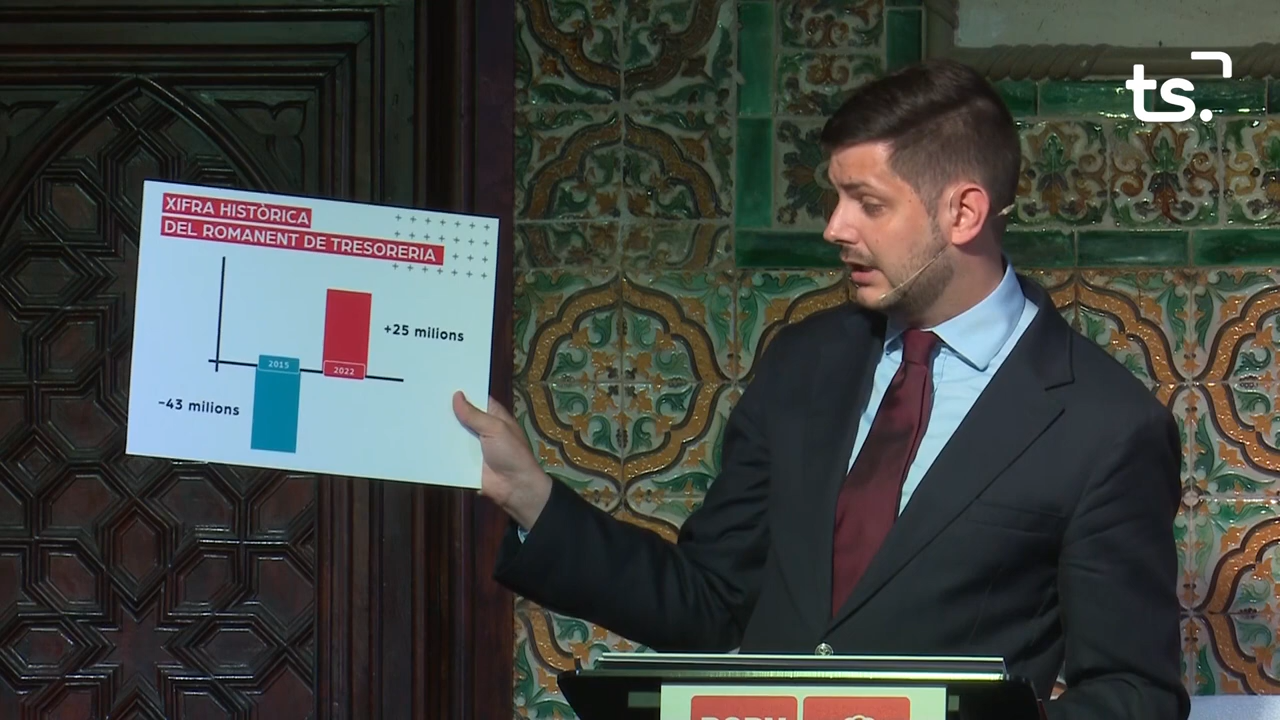 ts.
XIFRA HISTÒRICA
DEL ROMANENT DE TRESORERIA
+25 milions
2015
2022
-43 milions